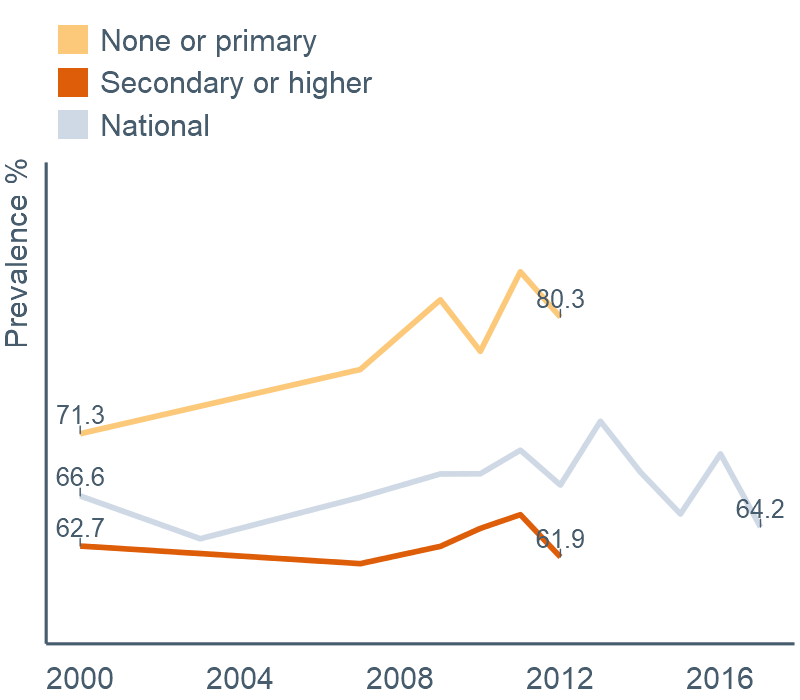 None or primary
Secondary or higher
National
Prevalence %
80.3
71.3
66.6
64.2
62.7
61.9
2000 2004 2008 2012 2016